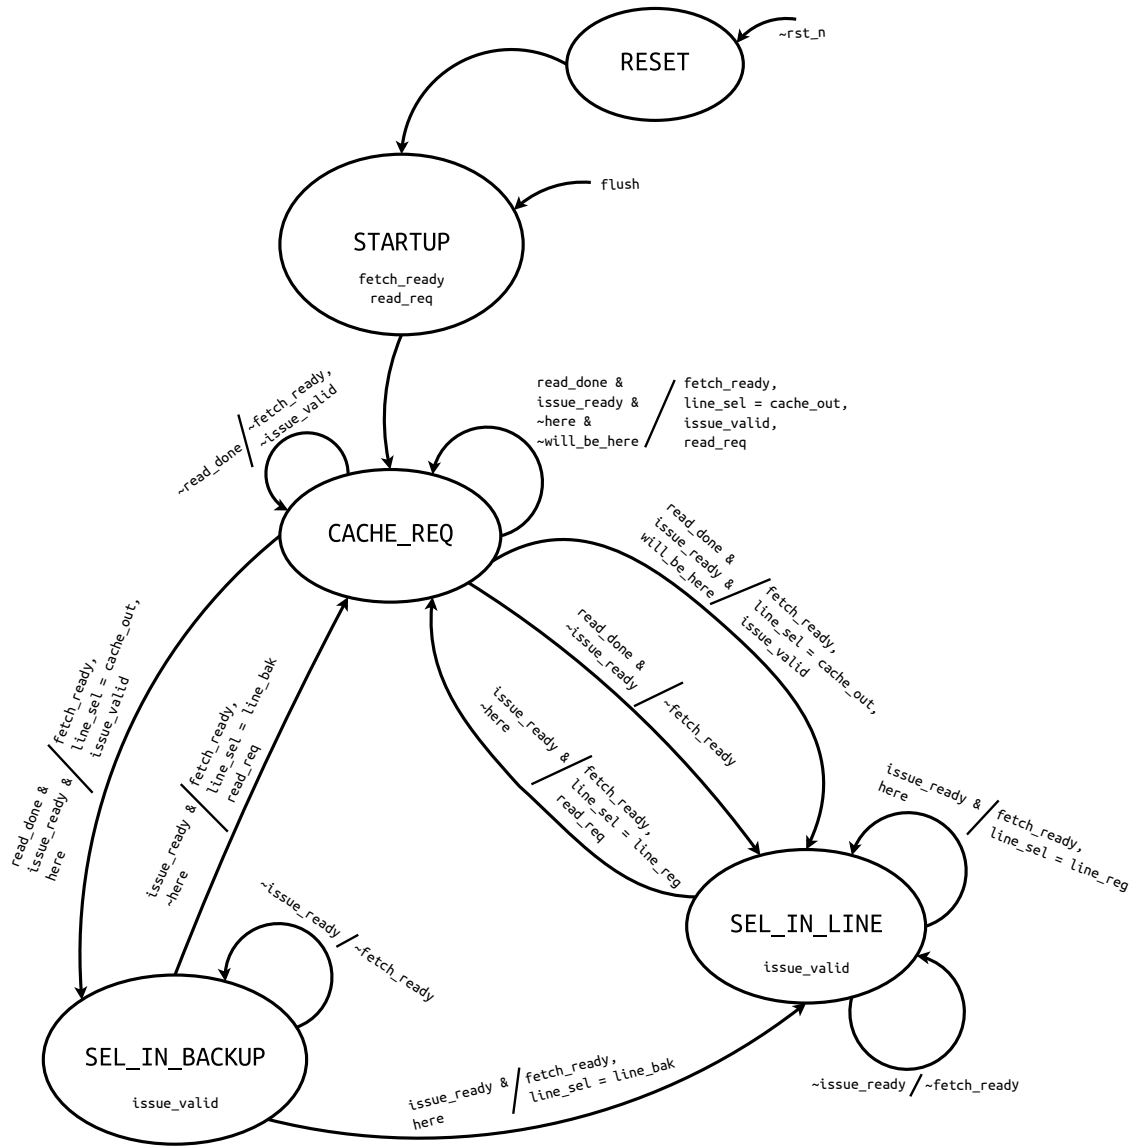 RESET
~rst_n
flush
STARTUP
fetch_ready
read_req
~read_done
~fetch_ready,
~issue_valid
read_done &
issue_ready &
~here &
~will_be_here
fetch_ready,
line_sel = cache_out,
issue_valid,
read_req
CACHE_REQ
read_done &
issue_ready &
will_be_here
fetch_ready,
line_sel = cache_out,
issue_valid
read_done &
~issue_ready
~fetch_ready
read_done &
issue_ready &
here
fetch_ready,
line_sel = cache_out,
issue_valid
issue_ready &
~here
fetch_ready,
line_sel = line_bak
read_req
issue_ready &
~here
fetch_ready,
line_sel = line_reg
read_req
issue_ready &
here
fetch_ready,
line_sel = line_reg
SEL_IN_LINE
issue_valid
~issue_ready
~fetch_ready
SEL_IN_BACKUP
issue_valid
issue_ready &
here
fetch_ready,
line_sel = line_bak
~issue_ready
~fetch_ready